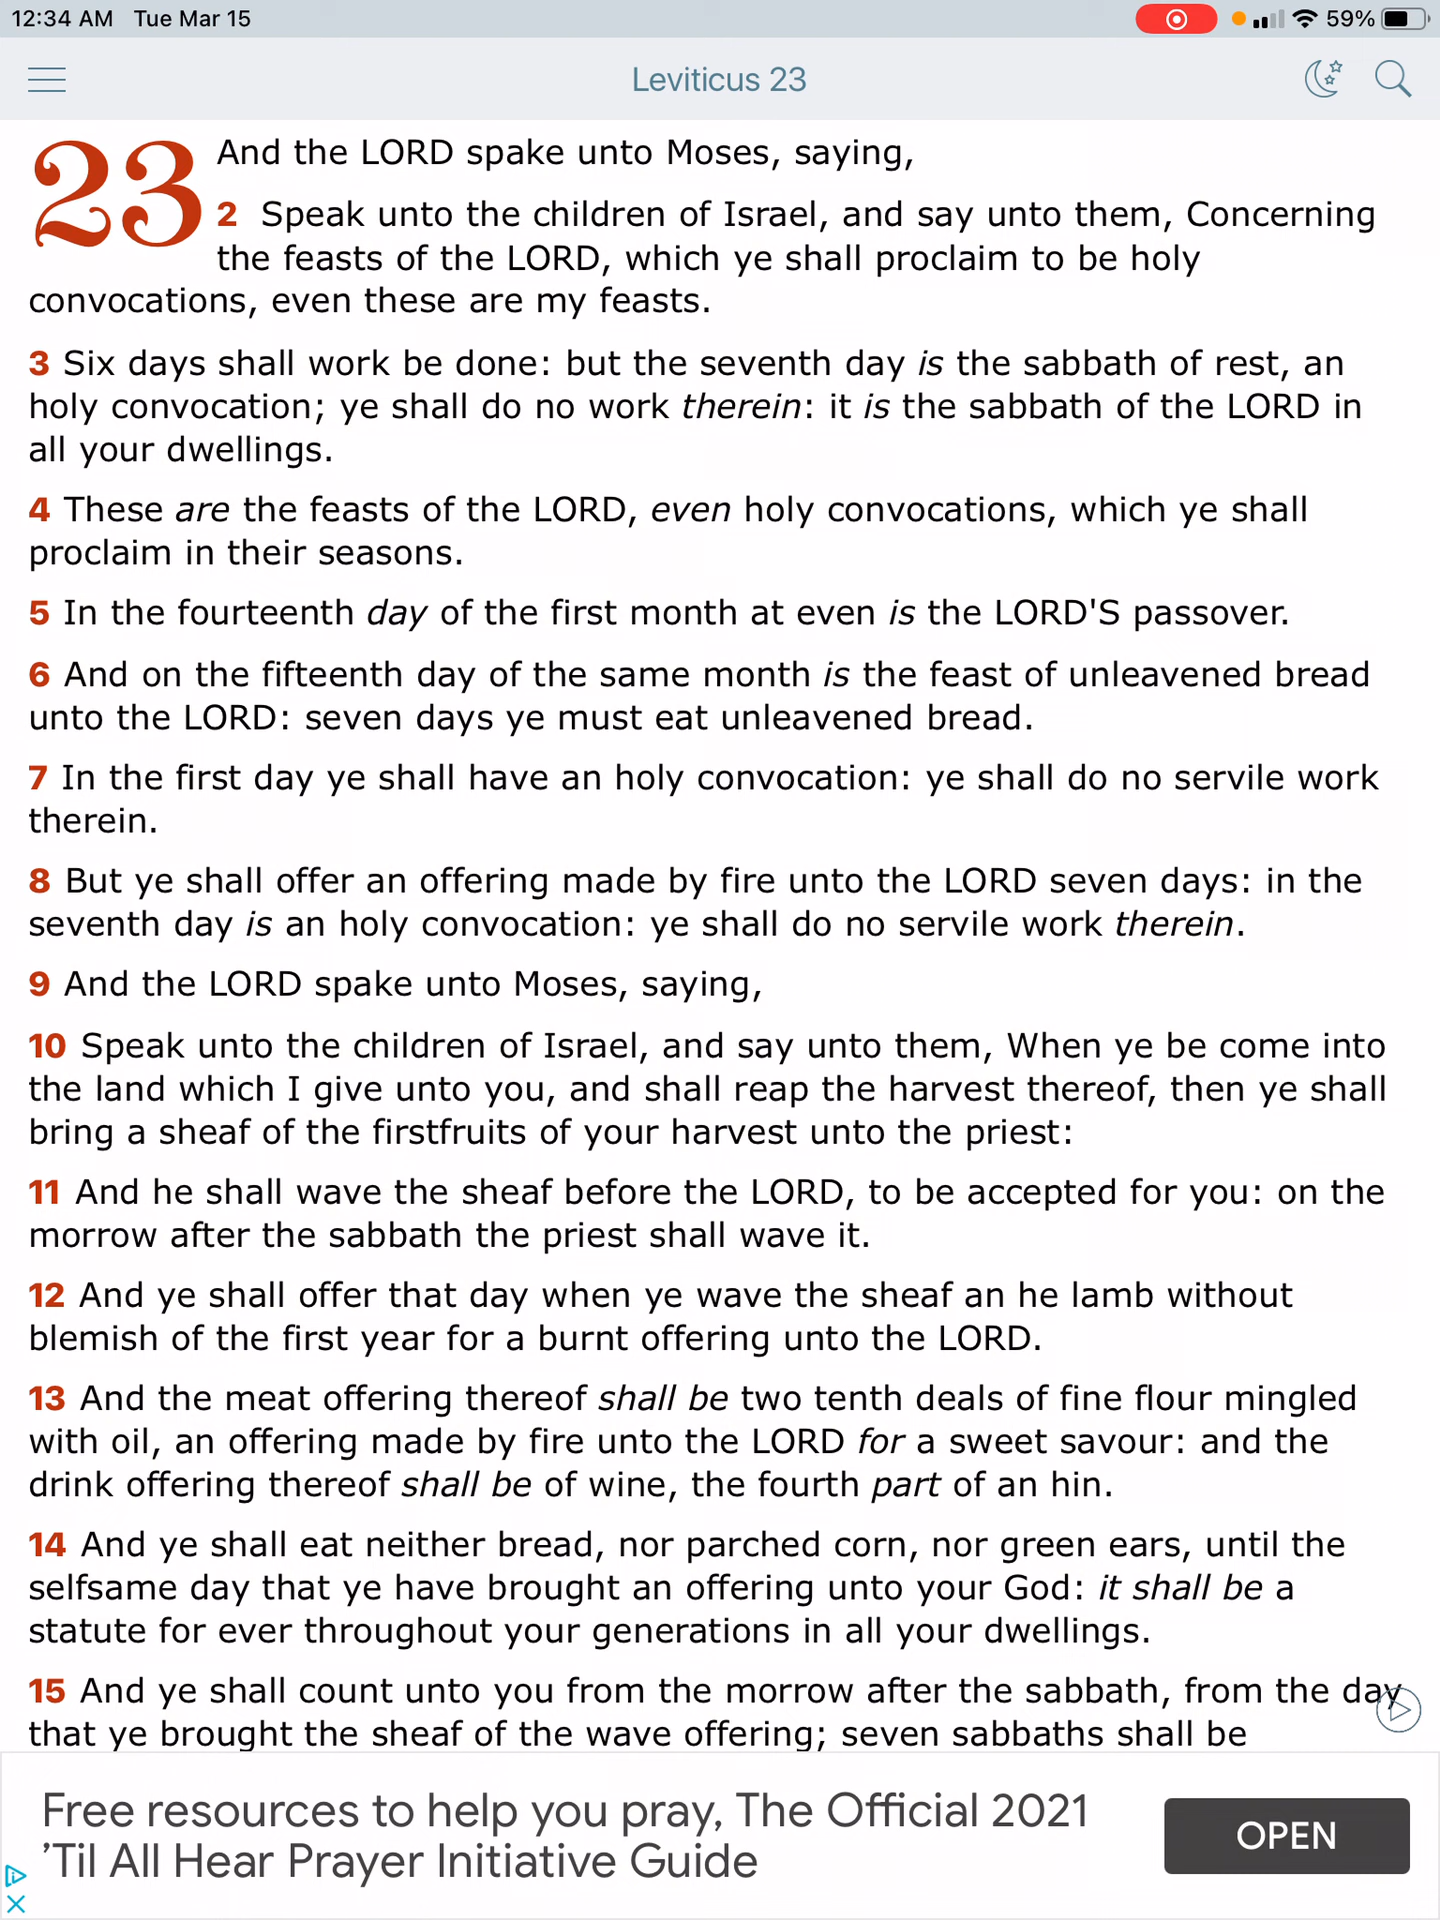 12:34 AM Tue Mar 15 59%
Leviticus 23
23 And the LORD spake unto Moses, saying,
2 Speak unto the children of Israel, and say unto them, Concerning
the feasts of the LORD, which ye shall proclaim to be holy
convocations, even these are my feasts.
3 Six days shall work be done: but the seventh day is the sabbath of rest, an
holy convocation; ye shall do no work therein: it is the sabbath of the LORD in
all your dwellings.
4 These are the feasts of the LORD, even holy convocations, which ye shall
proclaim in their seasons.
5 In the fourteenth day of the first month at even is the LORD'S passover.
6 And on the fifteenth day of the same month is the feast of unleavened bread
unto the LORD: seven days ye must eat unleavened bread.
7 In the first day ye shall have an holy convocation: ye shall do no servile work
therein.
8 But ye shall offer an offering made by fire unto the LORD seven days: in the
seventh day is an holy convocation: ye shall do no servile work therein.
9 And the LORD spake unto Moses, saying,
10 Speak unto the children of Israel, and say unto them, When ye be come into
the land which I give unto you, and shall reap the harvest thereof, then ye shall
bring a sheaf of the firstfruits of your harvest unto the priest:
11 And he shall wave the sheaf before the LORD, to be accepted for you: on the
morrow after the sabbath the priest shall wave it.
12 And ye shall offer that day when ye wave the sheaf an he lamb without
blemish of the first year for a burnt offering unto the LORD.
13 And the meat offering thereof shall be two tenth deals of fine flour mingled
with oil, an offering made by fire unto the LORD for a sweet savour: and the
drink offering thereof shall be of wine, the fourth part of an hin.
14 And ye shall eat neither bread, nor parched corn, nor green ears, until the
selfsame day that ye have brought an offering unto your God: it shall be a
statute for ever throughout your generations in all your dwellings.
15 And ye shall count unto you from the morrow after the sabbath, from the day
that ye brought the sheaf of the wave offering; seven sabbaths shall be
Free resources to help you pray, The Official 2021
'Til All Hear Prayer Initiative Guide
OPEN